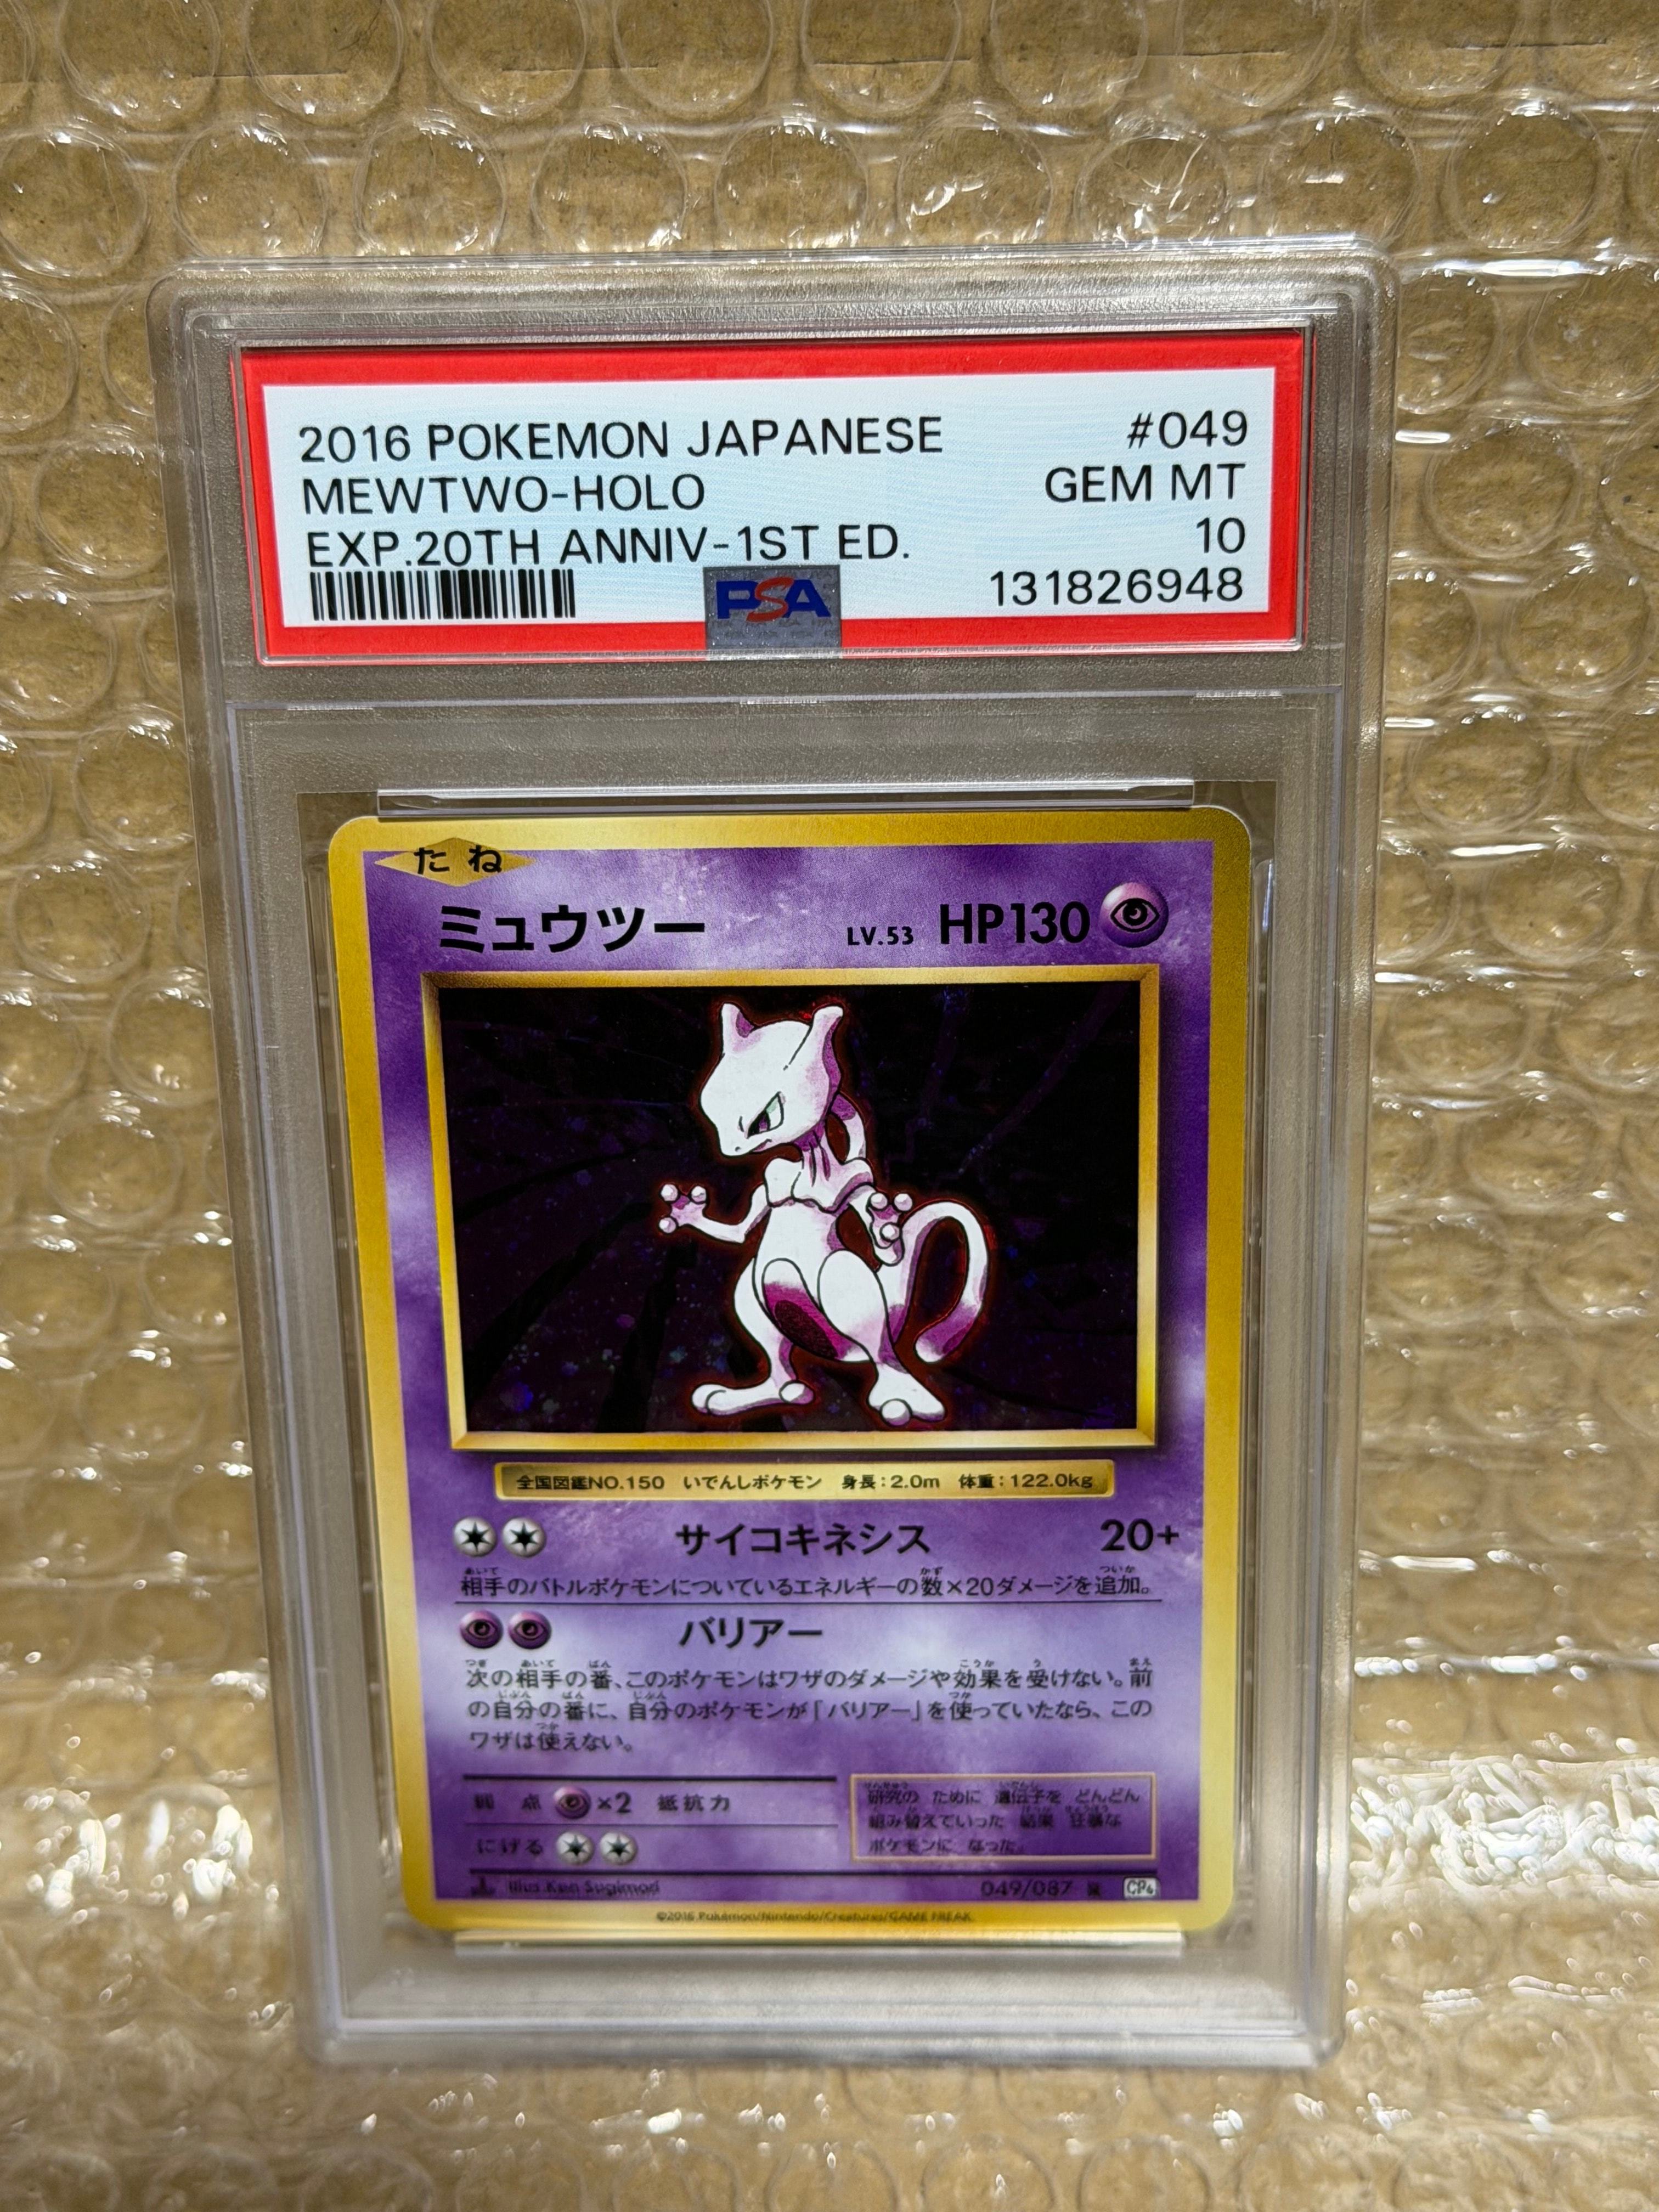 2016 POKEMON JAPANESE #049
MEWTWO-HOLO GEM MT
EXP.20TH ANNIV-1ST ED. 10
PSA 131826948
たね
ミュウツー LV.53 HP130
全国図鑑NO.150 いでんしポケモン 身長:2.0m 体重:122.0kg
サイコキネシス 20+
相手のバトルポケモンについているエネルギーの数×20ダメージを追加。
バリアー
次の相手の番、このポケモンはワザのダメージや効果を受けない。前
の自分の番に、自分のポケモンが「バリアー」を使っていたなら、この
ワザは使えない。
弱点 ×2 抵抗力
にげる
研究の ために 遺伝子を どんどん
組み替えていった 結果 狂暴な
ポケモンに なった。
Illus.Ken Sugimori 049/087 R CP6
©2016 Pokémon/Nintendo/Creatures/GAME FREAK.